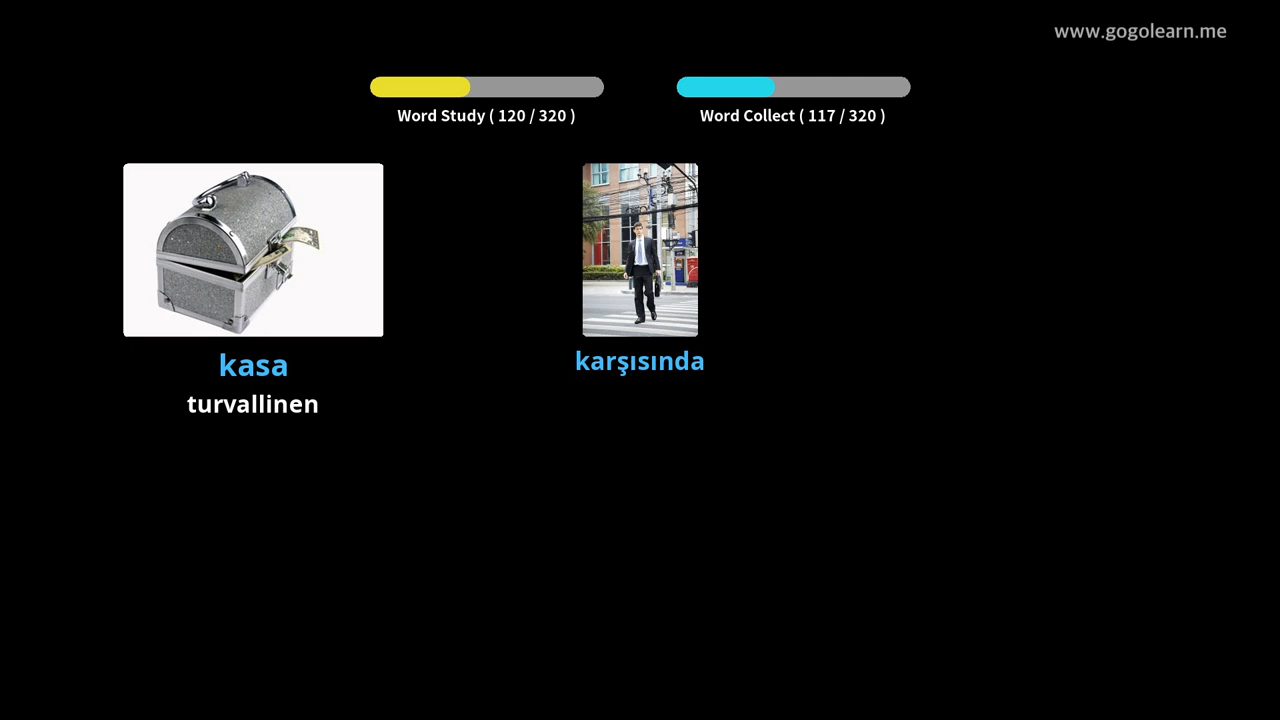 www.gogolearn.me
Word Study ( 120 / 320 )
Word Collect ( 117 / 320 )
kasa
turvallinen
karşısında